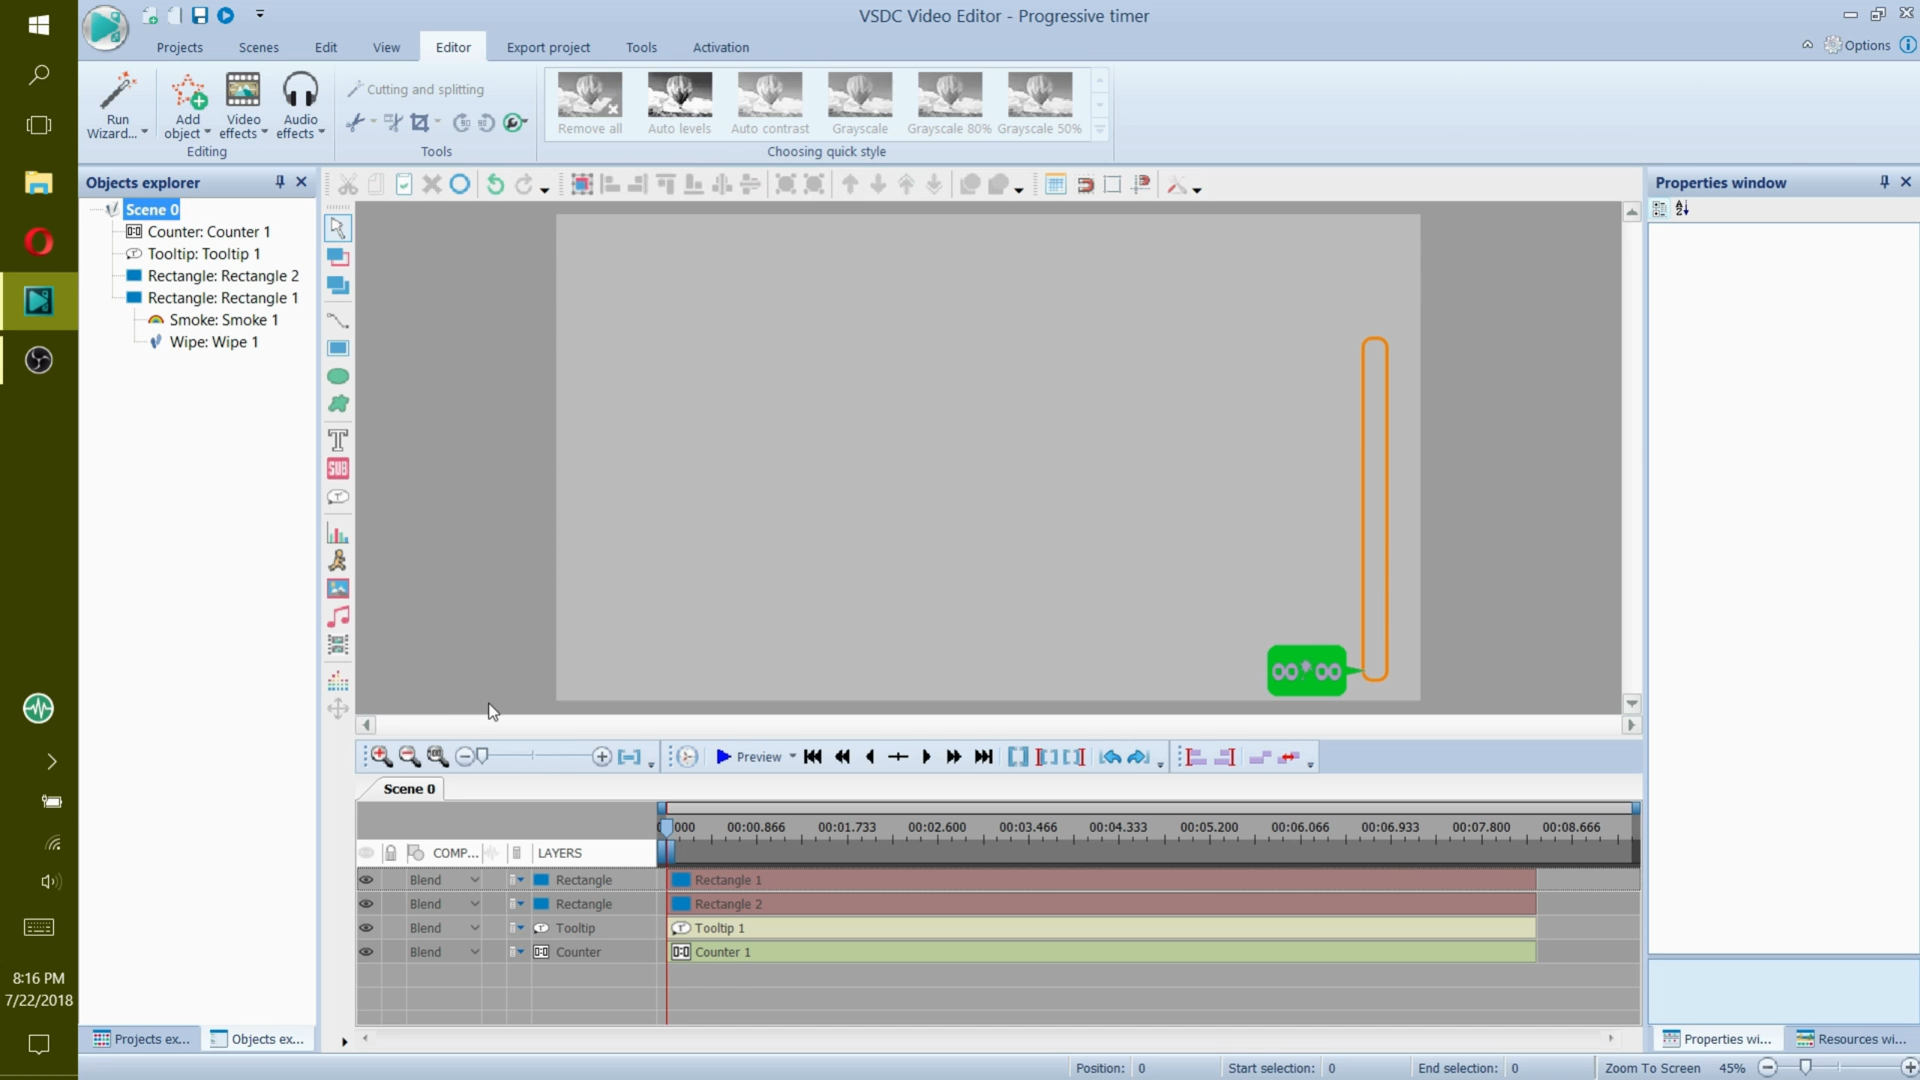 VSDC Video Editor - Progressive timer
Projects
Scenes
Edit
View
Editor
Export project
Tools
Activation
Options
Run
Wizard...
Add
object
Video
effects
Audio
effects
Editing
Cutting and splitting
Tools
Remove all
Auto levels
Auto contrast
Grayscale
Grayscale 80%
Grayscale 50%
Choosing quick style
Objects explorer
Scene 0
Counter: Counter 1
Tooltip: Tooltip 1
Rectangle: Rectangle 2
Rectangle: Rectangle 1
Smoke: Smoke 1
Wipe: Wipe 1
Properties window
SUB
00:00
Preview
Scene 0
000
00:00.866
00:01.733
00:02.600
00:03.466
00:04.333
00:05.200
00:06.066
00:06.933
00:07.800
00:08.666
COMP...
LAYERS
Blend
Rectangle
Rectangle 1
Blend
Rectangle
Rectangle 2
Blend
Tooltip
Tooltip 1
Blend
Counter
Counter 1
8:16 PM
7/22/2018
Projects ex...
Objects ex...
Properties wi...
Resources wi...
Position: 0
Start selection: 0
End selection: 0
Zoom To Screen 45%